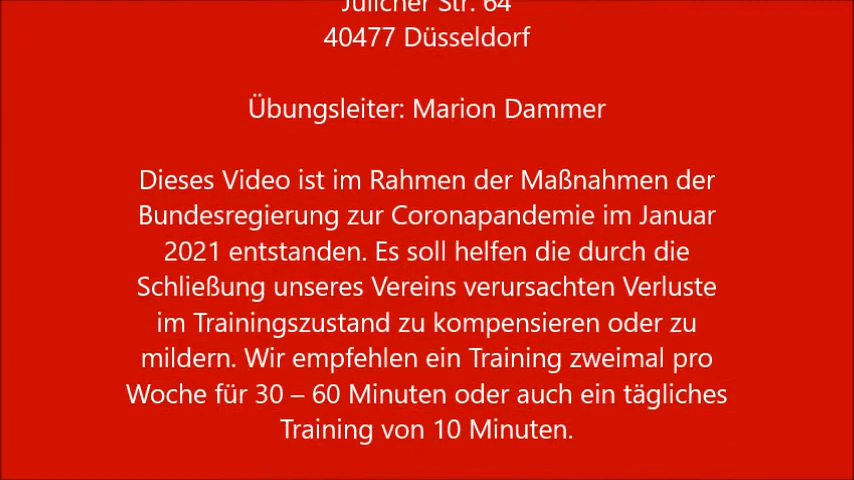 Jülicher Str. 64
40477 Düsseldorf
Übungsleiter: Marion Dammer
Dieses Video ist im Rahmen der Maßnahmen der
Bundesregierung zur Coronapandemie im Januar
2021 entstanden. Es soll helfen die durch die
Schließung unseres Vereins verursachten Verluste
im Trainingszustand zu kompensieren oder zu
mildern. Wir empfehlen ein Training zweimal pro
Woche für 30 – 60 Minuten oder auch ein tägliches
Training von 10 Minuten.